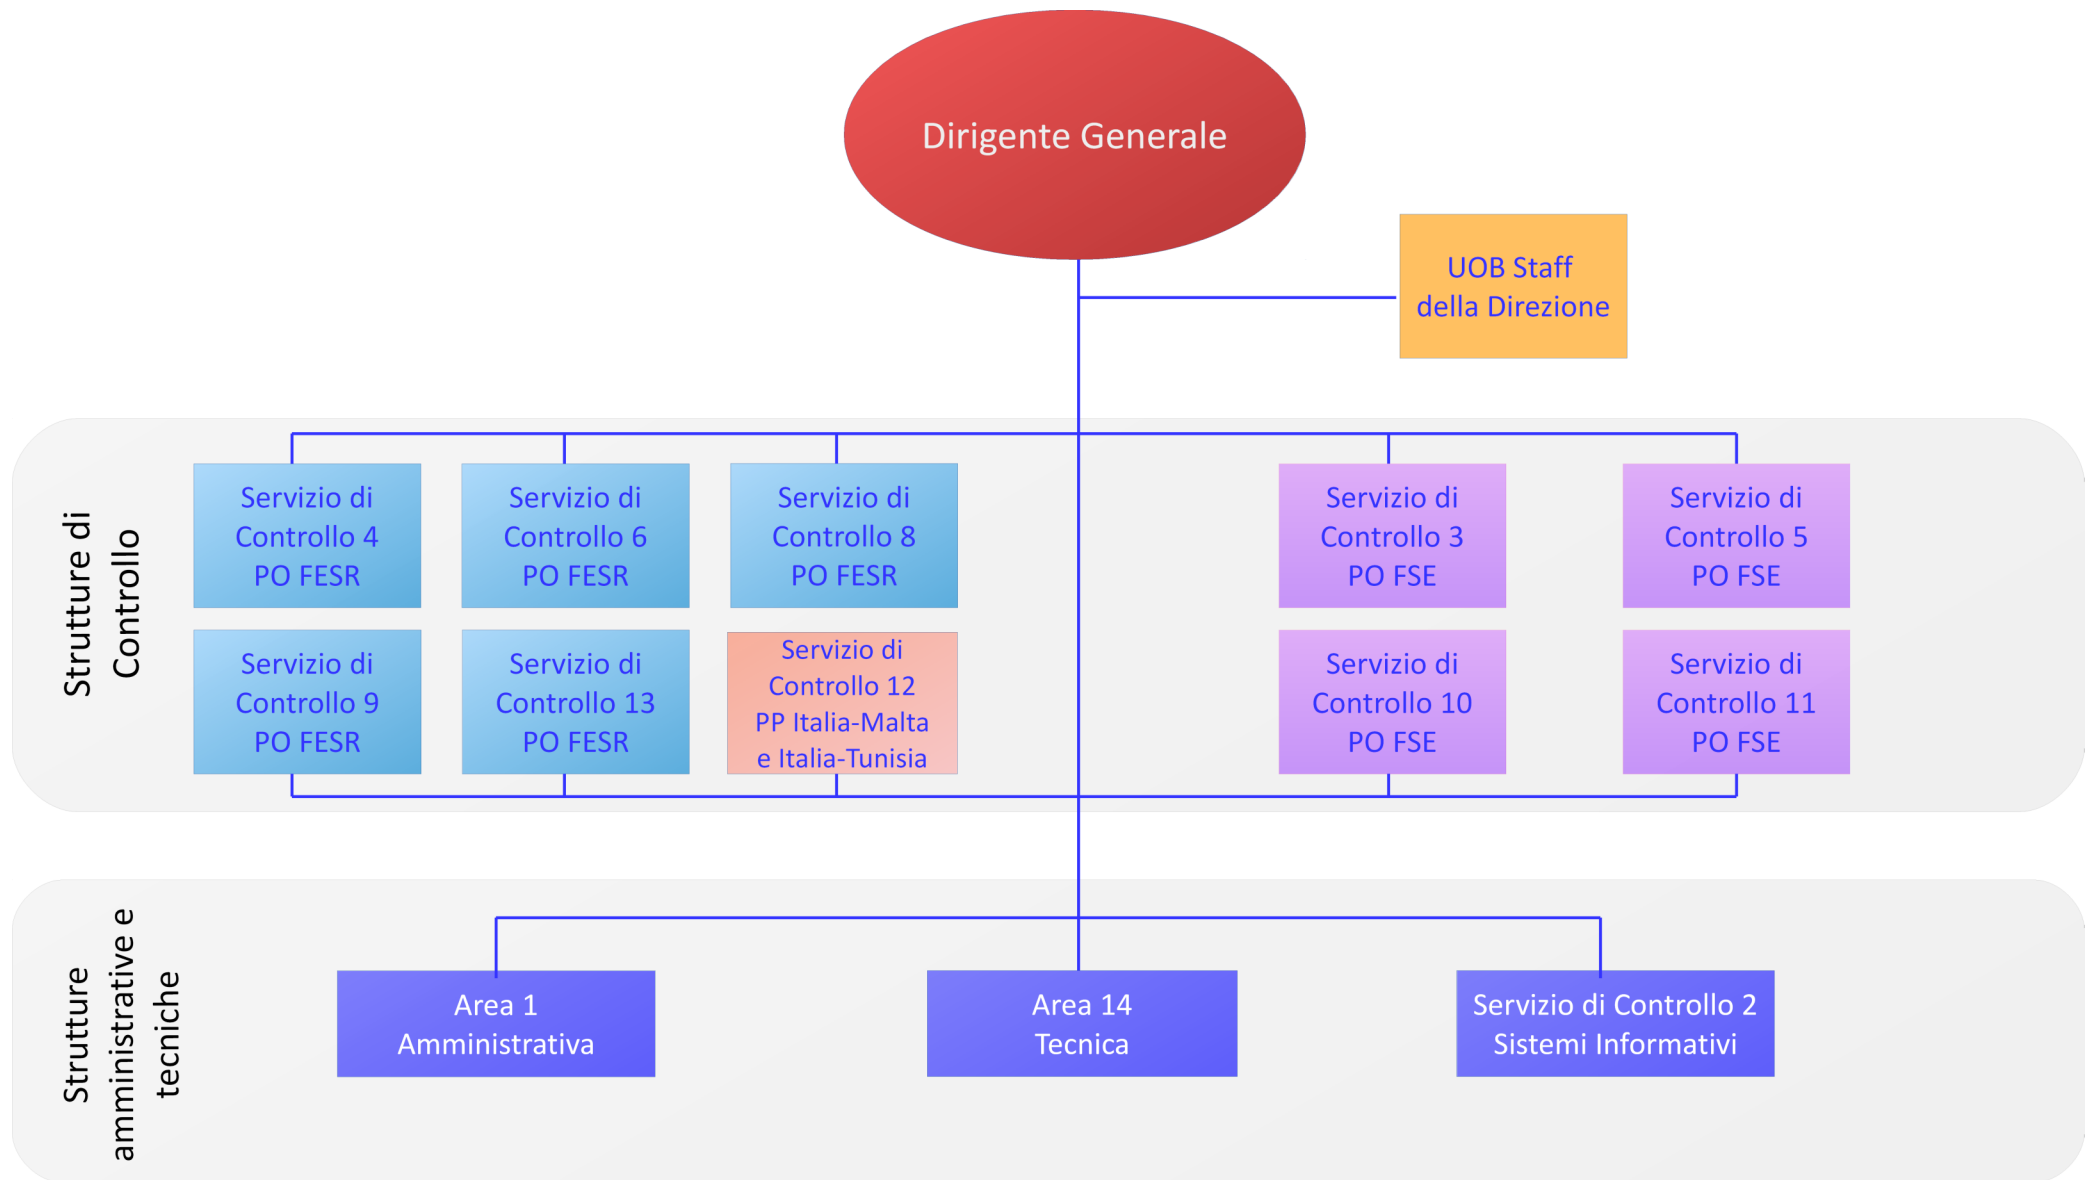 Dirigente Generale
UOB Staff
della Direzione
Strutture di
Controllo
Servizio di
Controllo 4
PO FESR
Servizio di
Controllo 6
PO FESR
Servizio di
Controllo 8
PO FESR
Servizio di
Controllo 3
PO FSE
Servizio di
Controllo 5
PO FSE
Servizio di
Controllo 9
PO FESR
Servizio di
Controllo 13
PO FESR
Servizio di
Controllo 12
PP Italia-Malta
e Italia-Tunisia
Servizio di
Controllo 10
PO FSE
Servizio di
Controllo 11
PO FSE
Strutture
amministrative e
tecniche
Area 1
Amministrativa
Area 14
Tecnica
Servizio di Controllo 2
Sistemi Informativi